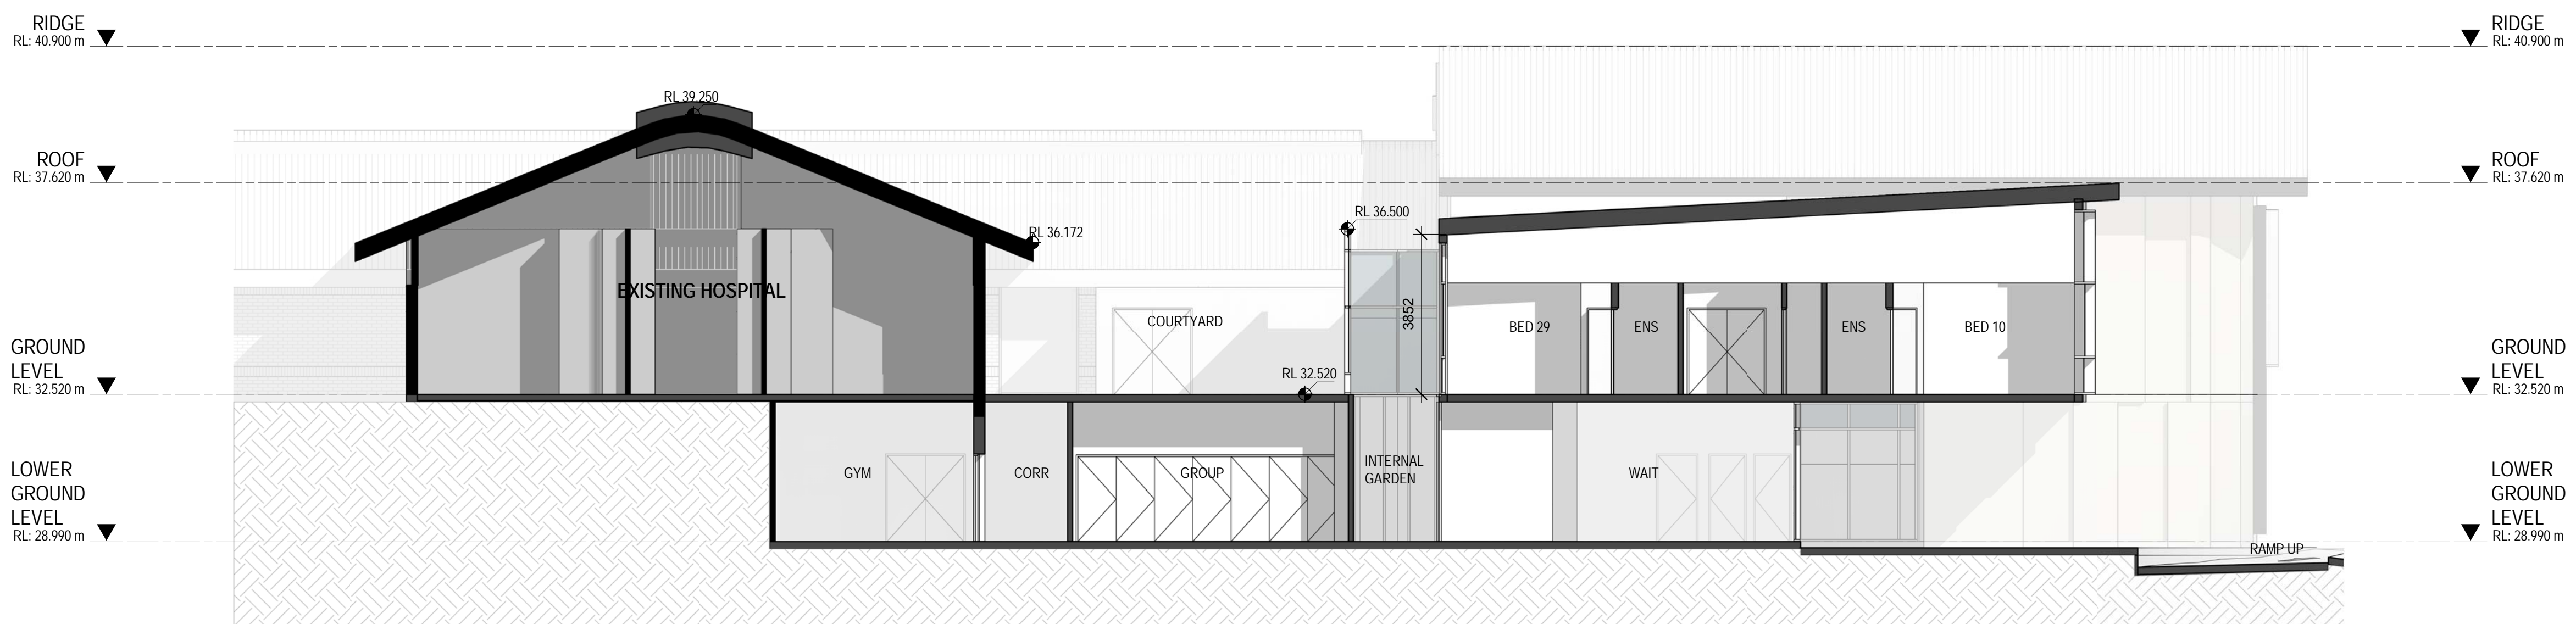 RIDGE
RL: 40.900 m
RIDGE
RL: 40.900 m
RL 39.250
ROOF
RL: 37.620 m
ROOF
RL: 37.620 m
RL 36.500
RL 36.172
EXISTING HOSPITAL
3852
COURTYARD
BED 29
ENS
ENS
BED 10
GROUND
LEVEL
RL: 32.520 m
RL 32.520
GROUND
LEVEL
RL: 32.520 m
LOWER
GROUND
LEVEL
RL: 28.990 m
GYM
CORR
GROUP
INTERNAL
GARDEN
WAIT
LOWER
GROUND
LEVEL
RL: 28.990 m
RAMP UP